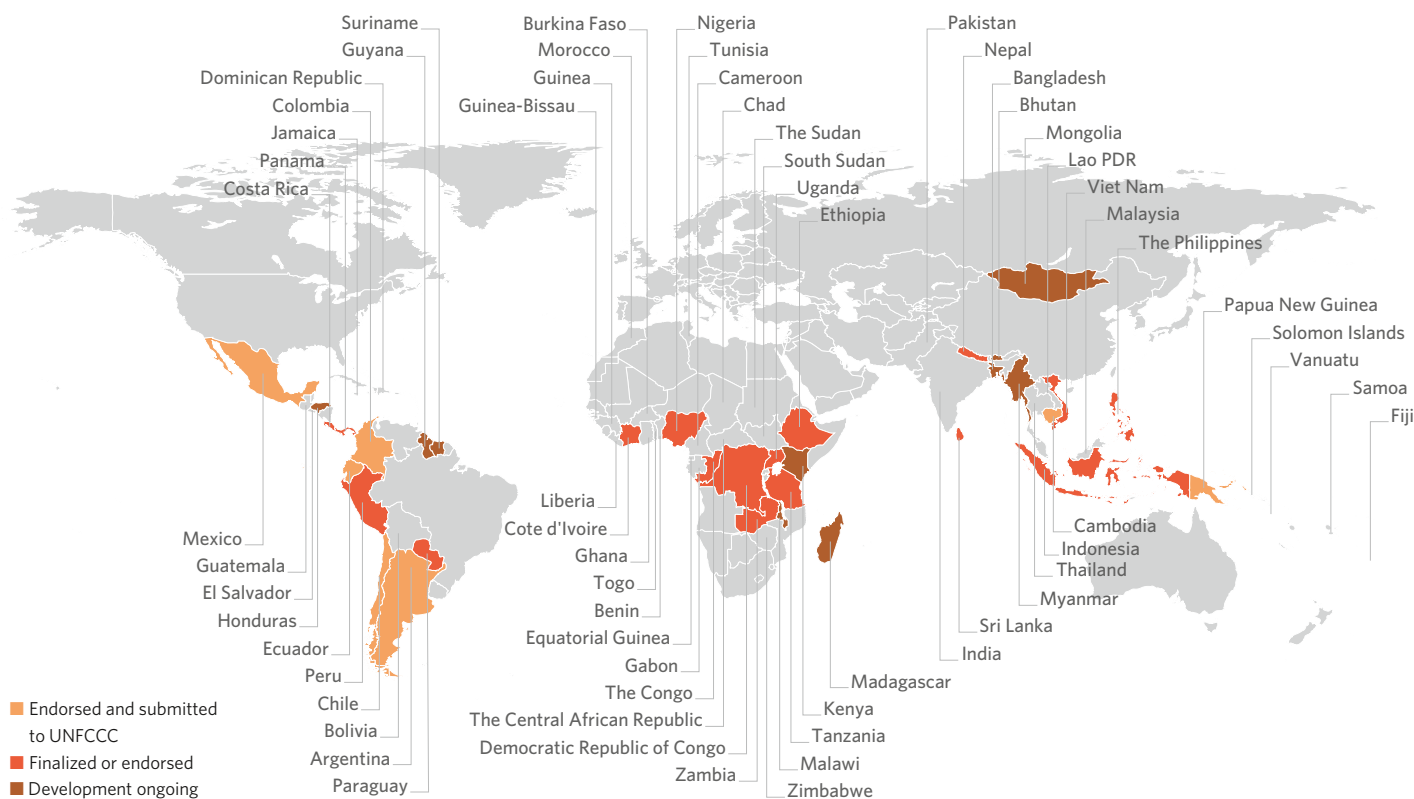 Suriname
Guyana
Dominican Republic
Colombia
Jamaica
Panama
Costa Rica
Burkina Faso
Morocco
Guinea
Guinea-Bissau
Nigeria
Tunisia
Cameroon
Chad
The Sudan
South Sudan
Uganda
Ethiopia
Pakistan
Nepal
Bangladesh
Bhutan
Mongolia
Lao PDR
Viet Nam
Malaysia
The Philippines
Papua New Guinea
Solomon Islands
Vanuatu
Samoa
Fiji
Mexico
Guatemala
El Salvador
Honduras
Ecuador
Peru
Chile
Bolivia
Argentina
Paraguay
Liberia
Cote d'Ivoire
Ghana
Togo
Benin
Equatorial Guinea
Gabon
The Congo
The Central African Republic
Democratic Republic of Congo
Zambia
Cambodia
Indonesia
Thailand
Myanmar
Sri Lanka
India
Madagascar
Kenya
Tanzania
Malawi
Zimbabwe
Endorsed and submitted
to UNFCCC
Finalized or endorsed
Development ongoing